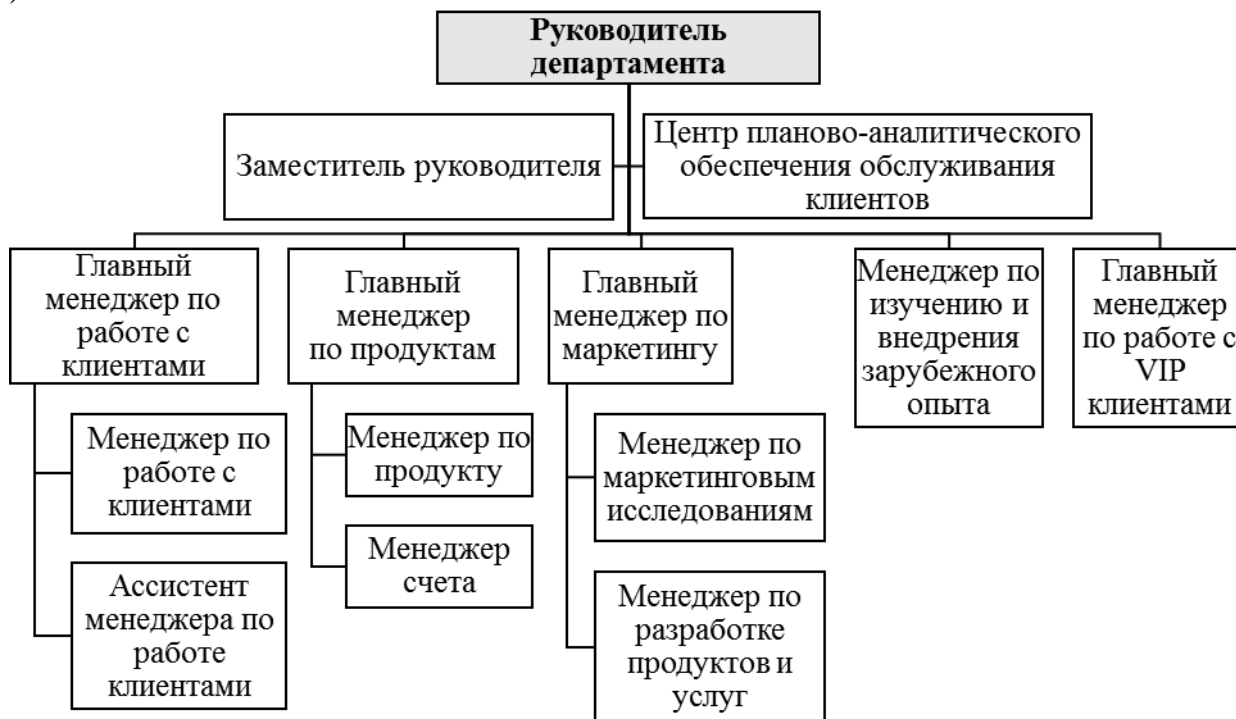 )
Руководитель
департамента
Заместитель руководителя
Центр планово-аналитического
обеспечения обслуживания
клиентов
Главный
менеджер по
работе с
клиентами
Главный
менеджер
по продуктам
Главный
менеджер по
маркетингу
Менеджер по
изучению и
внедрения
зарубежного
опыта
Главный
менеджер
по работе с
VIP
клиентами
Менеджер по
работе с
клиентами
Ассистент
менеджера по
работе
клиентами
Менеджер по
продукту
Менеджер
счета
Менеджер по
маркетинговым
исследованиям
Менеджер по
разработке
продуктов и
услуг